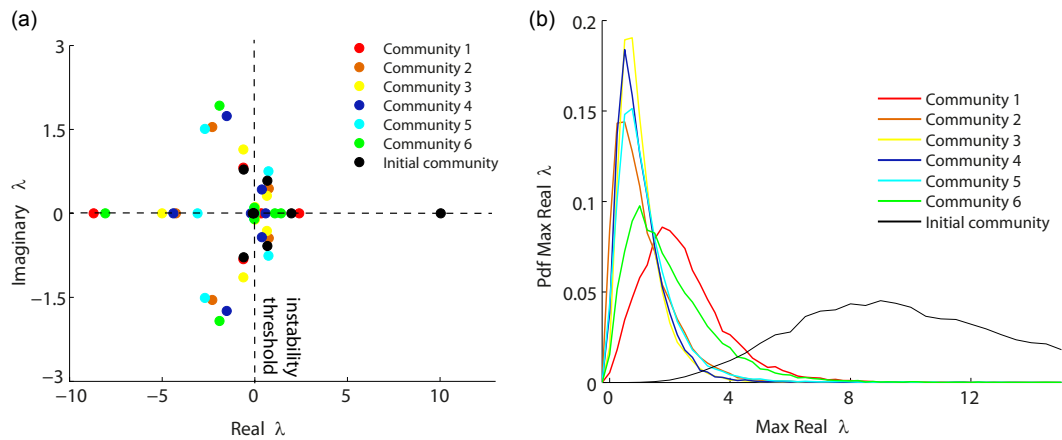 (a)
3
1.5
0
−1.5
−3
Imaginary λ
−10
−5
0
5
10
Real λ
instability
threshold
Community 1
Community 2
Community 3
Community 4
Community 5
Community 6
Initial community
(b)
0.2
0.15
0.1
0.05
0
Pdf Max Real λ
0
4
8
12
Max Real λ
Community 1
Community 2
Community 3
Community 4
Community 5
Community 6
Initial community